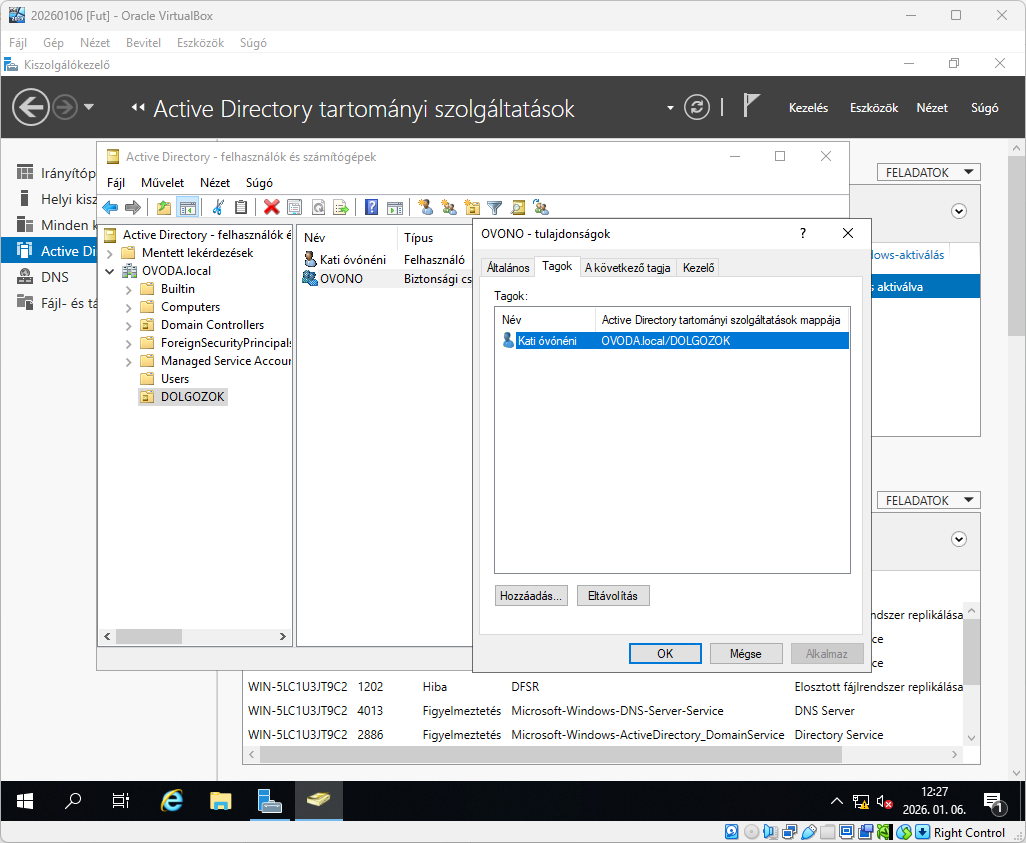 20260106 [Fut] - Oracle VirtualBox
Fájl Gép Nézet Bevitel Eszközök Súgó
Kiszolgálókezelő
Active Directory tartományi szolgáltatások
Kezelés Eszközök Nézet Súgó
Irányítóp
Helyi kisz
Minden k
Active Di
DNS
Fájl- és tá
FELADATOK
dows-aktiválás
s aktiválva
FELADATOK
Active Directory - felhasználók és számítógépek
Fájl Művelet Nézet Súgó
Active Directory - felhasználók é
Mentett lekérdezések
OVODA.local
Builtin
Computers
Domain Controllers
ForeignSecurityPrincipals
Managed Service Accour
Users
DOLGOZOK
Név Típus
Kati óvónéni Felhasználó
OVONO Biztonsági cs
OVONO - tulajdonságok
?
Általános Tagok A következő tagja Kezelő
Tagok:
Név Active Directory tartományi szolgáltatások mappája
Kati óvónéni OVODA.local/DOLGOZOK
Hozzáadás... Eltávolítás
OK Mégse Alkalmaz
ndszer replikálása
ce
ce
WIN-5LC1U3JT9C2 1202 Hiba DFSR Elosztott fájlrendszer replikálása
WIN-5LC1U3JT9C2 4013 Figyelmeztetés Microsoft-Windows-DNS-Server-Service DNS Server
WIN-5LC1U3JT9C2 2886 Figyelmeztetés Microsoft-Windows-ActiveDirectory_DomainService Directory Service
12:27
2026. 01. 06.
1
Right Control